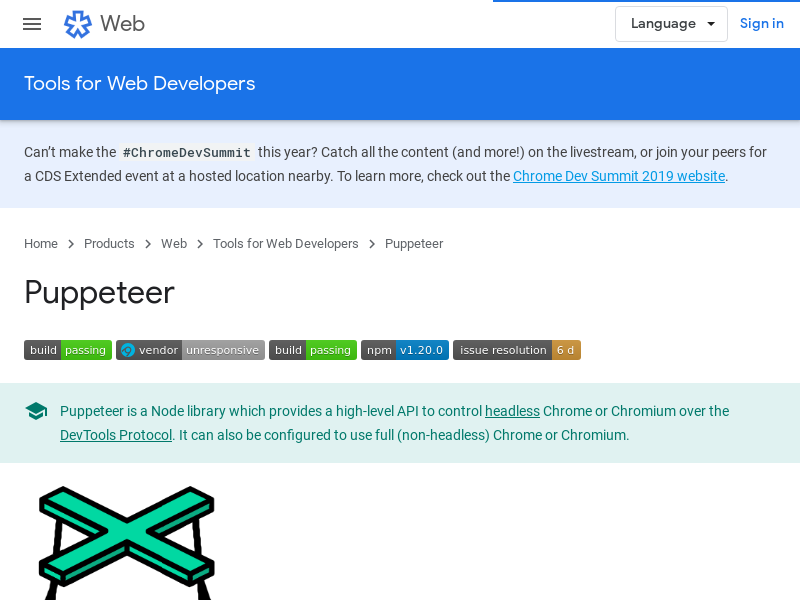 Web
Language
Sign in
Tools for Web Developers
Can’t make the #ChromeDevSummit this year? Catch all the content (and more!) on the livestream, or join your peers for
a CDS Extended event at a hosted location nearby. To learn more, check out the Chrome Dev Summit 2019 website.
Home > Products > Web > Tools for Web Developers > Puppeteer
Puppeteer
build passing vendor unresponsive build passing npm v1.20.0 issue resolution 6 d
Puppeteer is a Node library which provides a high-level API to control headless Chrome or Chromium over the
DevTools Protocol. It can also be configured to use full (non-headless) Chrome or Chromium.